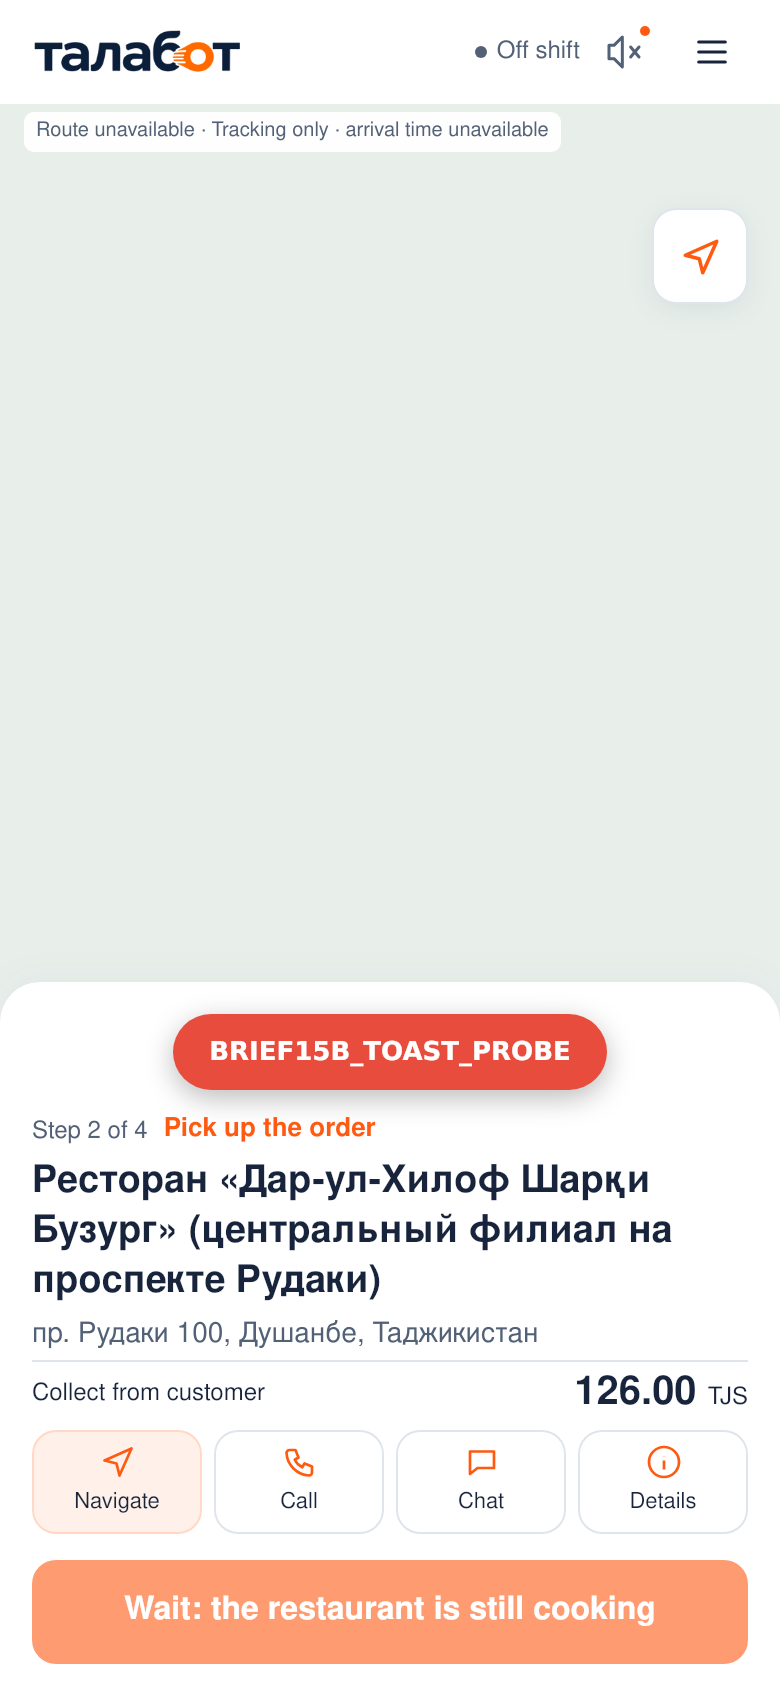 талабот
Off shift
Route unavailable · Tracking only · arrival time unavailable
BRIEF15B_TOAST_PROBE
Step 2 of 4 Pick up the order
Ресторан «Дар-ул-Хилоф Шарқи
Бузург» (центральный филиал на
проспекте Рудаки)
пр. Рудаки 100, Душанбе, Таджикистан
Collect from customer 126.00 TJS
Navigate Call Chat Details
Wait: the restaurant is still cooking